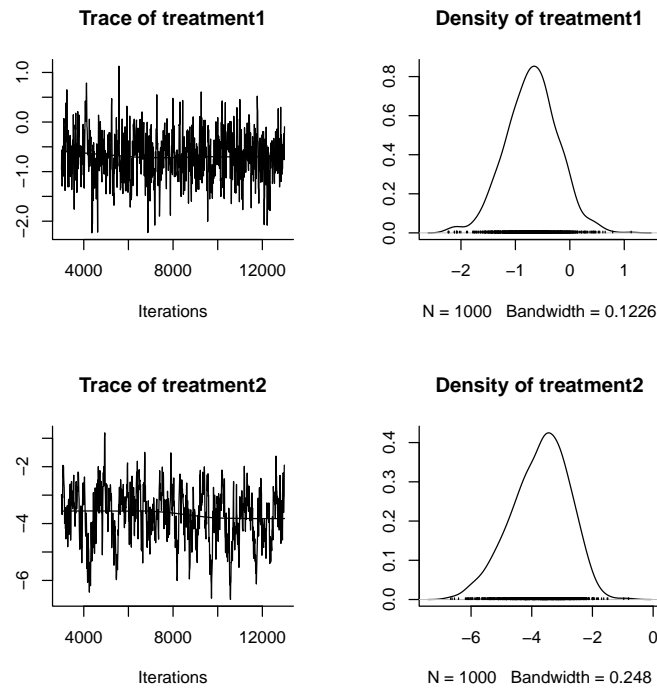 Trace of treatment1
1.0
0.0
−1.0
−2.0
4000 8000 12000
Iterations
Density of treatment1
0.8
0.6
0.4
0.2
0.0
−2 −1 0 1
N = 1000 Bandwidth = 0.1226
Trace of treatment2
−2
−4
−6
4000 8000 12000
Iterations
Density of treatment2
0.4
0.3
0.2
0.1
0.0
−6 −4 −2 0
N = 1000 Bandwidth = 0.248